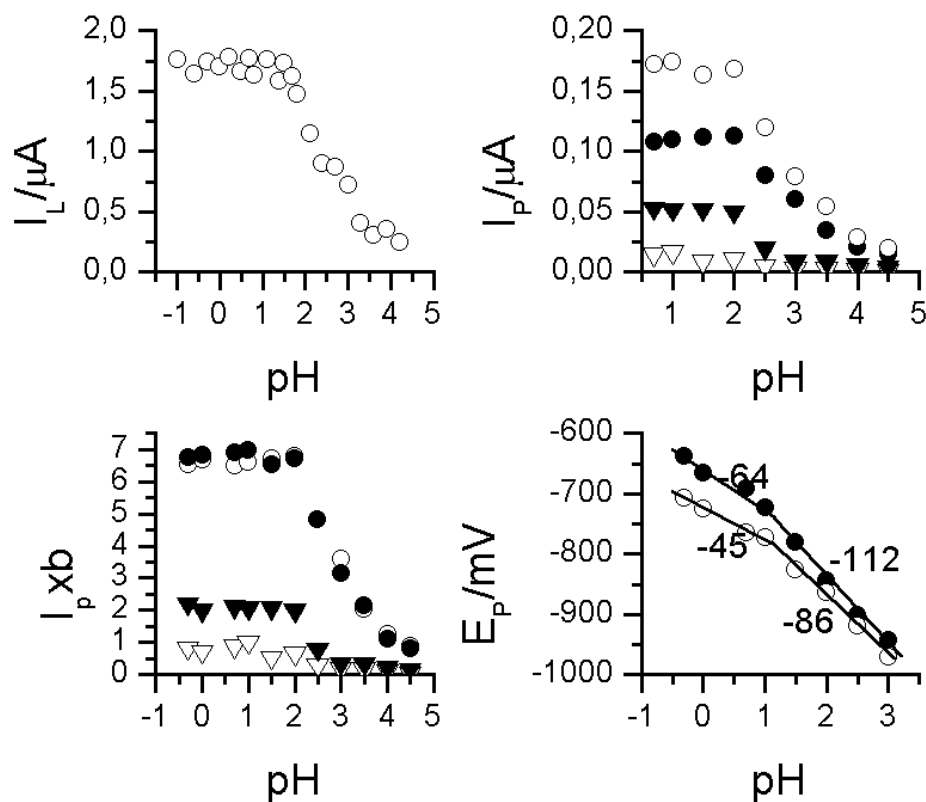 2,0
1,5
1,0
0,5
0,0
I_L/μA
-1 0 1 2 3 4 5
pH
0,20
0,15
0,10
0,05
0,00
I_P/μA
1 2 3 4 5
pH
7
6
5
4
3
2
1
0
I_p xb
-1 0 1 2 3 4 5
pH
-600
-700
-800
-900
-1000
E_P/mV
-64
-45
-112
-86
-1 0 1 2 3
pH